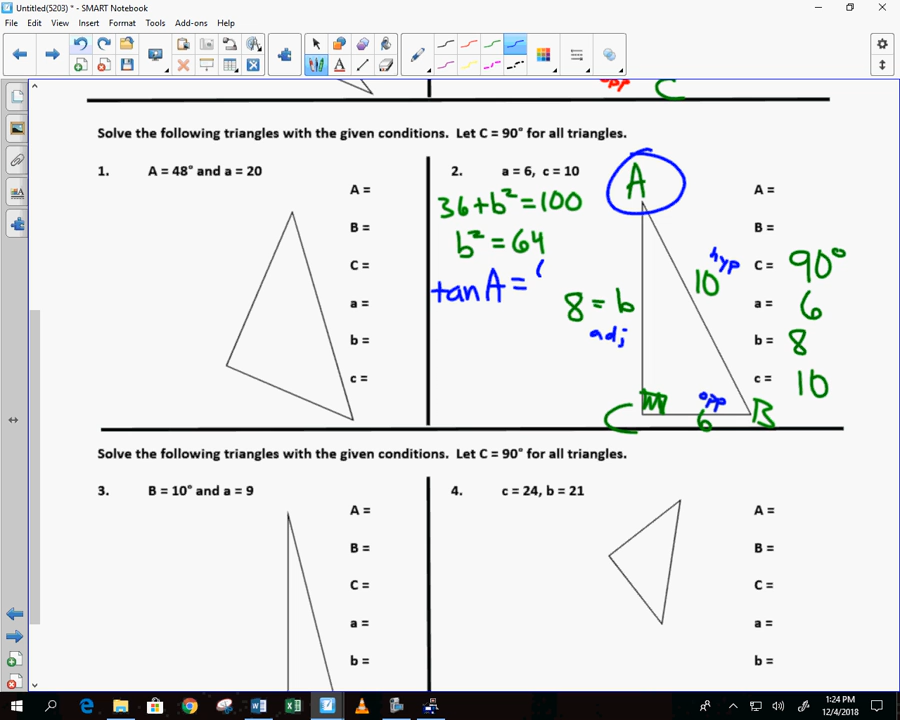 Untitled(5203) * - SMART Notebook
File Edit View Insert Format Tools Add-ons Help
opp C
Solve the following triangles with the given conditions. Let C = 90° for all triangles.
1. A = 48° and a = 20
A =
B =
C =
a =
b =
c =
2. a = 6, c = 10
36+b²=100
b² = 64
tan A = (
A
hyp
10
8 = b
adj
opp
C 6 B
A =
B =
C = 90°
a = 6
b = 8
c = 10
Solve the following triangles with the given conditions. Let C = 90° for all triangles.
3. B = 10° and a = 9
A =
B =
C =
a =
b =
4. c = 24, b = 21
A =
B =
C =
a =
b =
1:24 PM
12/4/2018